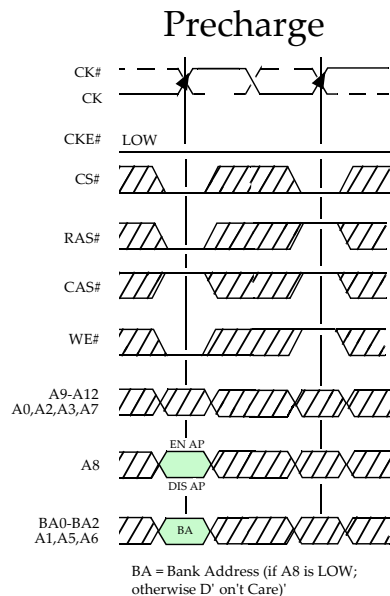 Precharge
CK#
CK
CKE# LOW
CS#
RAS#
CAS#
WE#
A9-A12
A0,A2,A3,A7
EN AP
A8
DIS AP
BA0-BA2
A1,A5,A6
BA
BA = Bank Address (if A8 is LOW;
otherwise D' on't Care)'